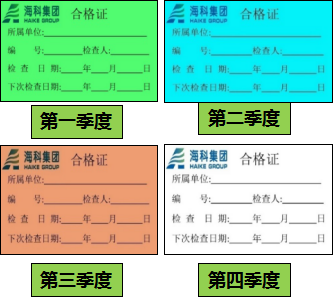 海科集团 HAIKE GROUP 合格证
所属单位:
编 号: 检查人:
检 查 日 期: 年 月 日
下次检查日期: 年 月 日
海科集团 HAIKE GROUP 合格证
所属单位:
编 号: 检查人:
检 查 日 期: 年 月 日
下次检查日期: 年 月 日
第一季度
第二季度
海科集团 HAIKE GROUP 合格证
所属单位:
编 号: 检查人:
检 查 日 期: 年 月 日
下次检查日期: 年 月 日
海科集团 HAIKE GROUP 合格证
所属单位:
编 号: 检查人:
检 查 日 期: 年 月 日
下次检查日期: 年 月 日
第三季度
第四季度